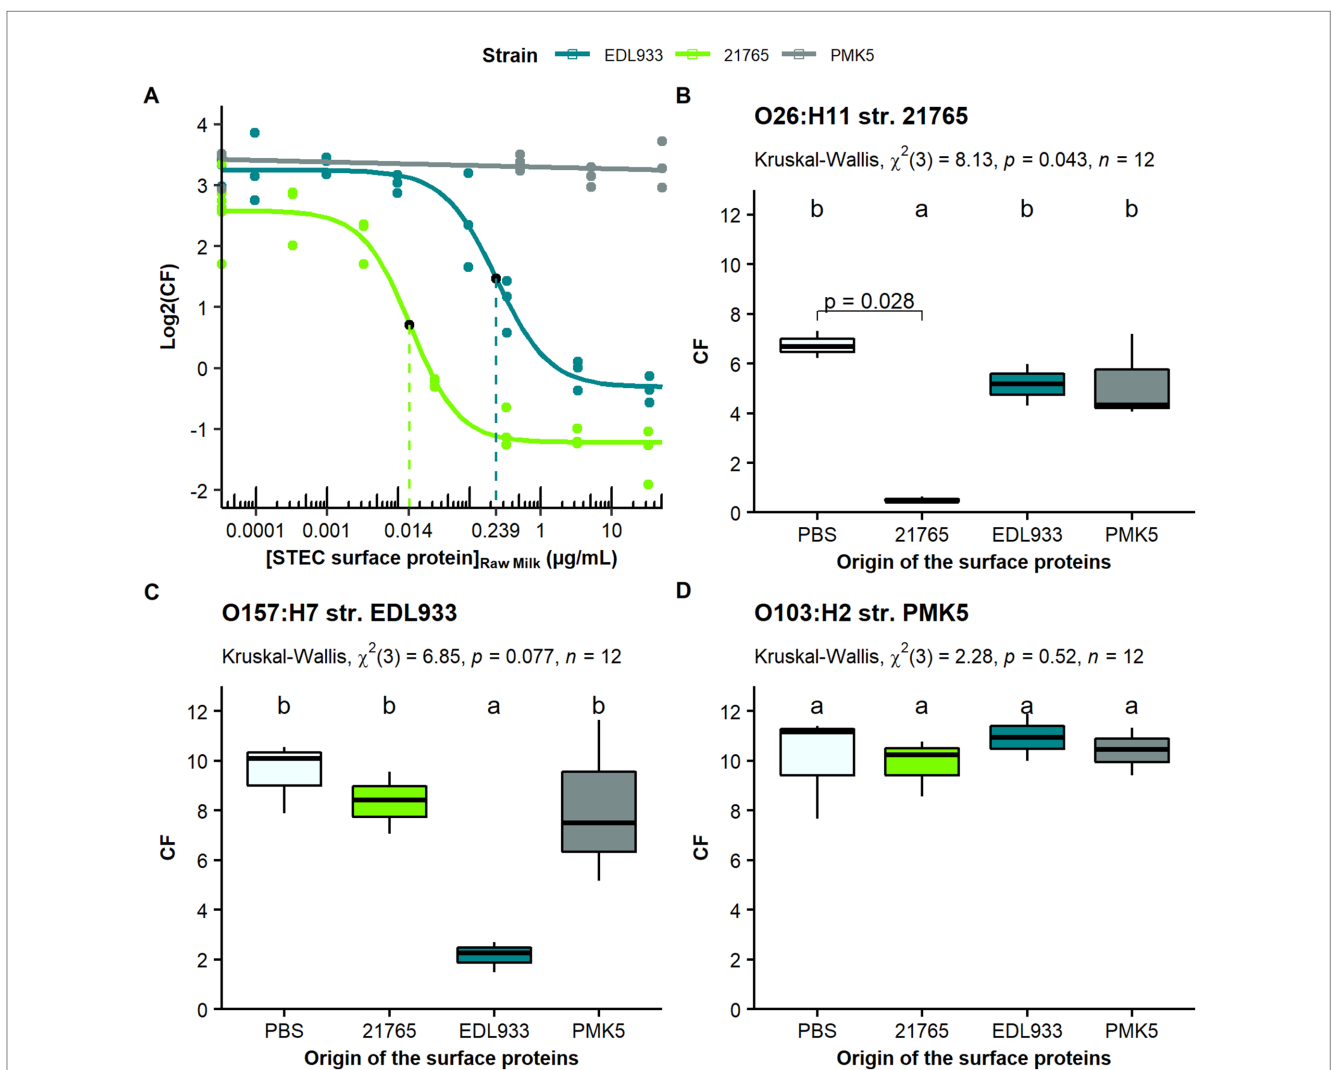 Strain EDL933 21765 PMK5
A
4
3
2
1
0
-1
-2
Log2(CF)
0.0001 0.001 0.014 0.239 1 10
[STEC surface protein]Raw Milk (µg/mL)
B
O26:H11 str. 21765
Kruskal-Wallis, χ2(3) = 8.13, p = 0.043, n = 12
b a b b
p = 0.028
12
10
8
6
4
2
0
CF
PBS 21765 EDL933 PMK5
Origin of the surface proteins
C
O157:H7 str. EDL933
Kruskal-Wallis, χ2(3) = 6.85, p = 0.077, n = 12
b b a b
12
10
8
6
4
2
0
CF
PBS 21765 EDL933 PMK5
Origin of the surface proteins
D
O103:H2 str. PMK5
Kruskal-Wallis, χ2(3) = 2.28, p = 0.52, n = 12
a a a a
12
10
8
6
4
2
0
CF
PBS 21765 EDL933 PMK5
Origin of the surface proteins